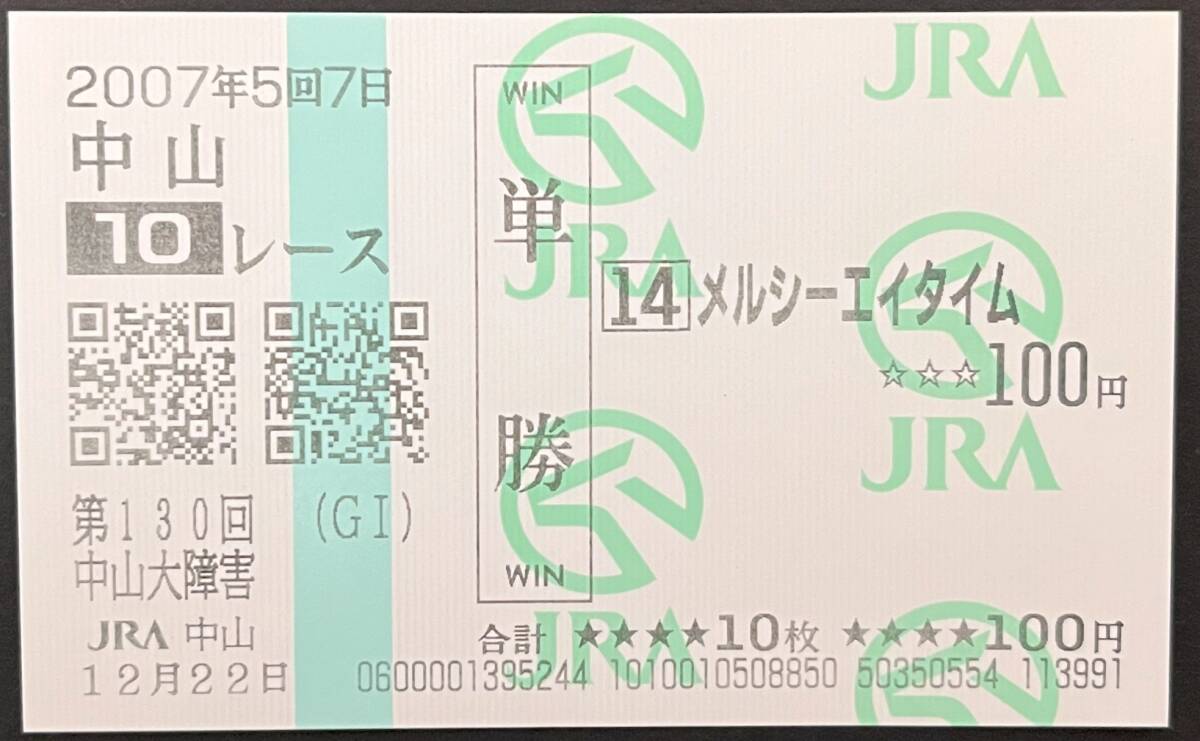 2007年5回7日
中山
10レース
第130回 (GI)
中山大障害
JRA 中山
12月22日
WIN
単勝
WIN
14メルシーエイタイム
☆☆☆100円
合計 ★★★★10枚 ★★★★100円
0600001395244 1010010508850 50350554 113991
JRA
JRA
JRA
JRA